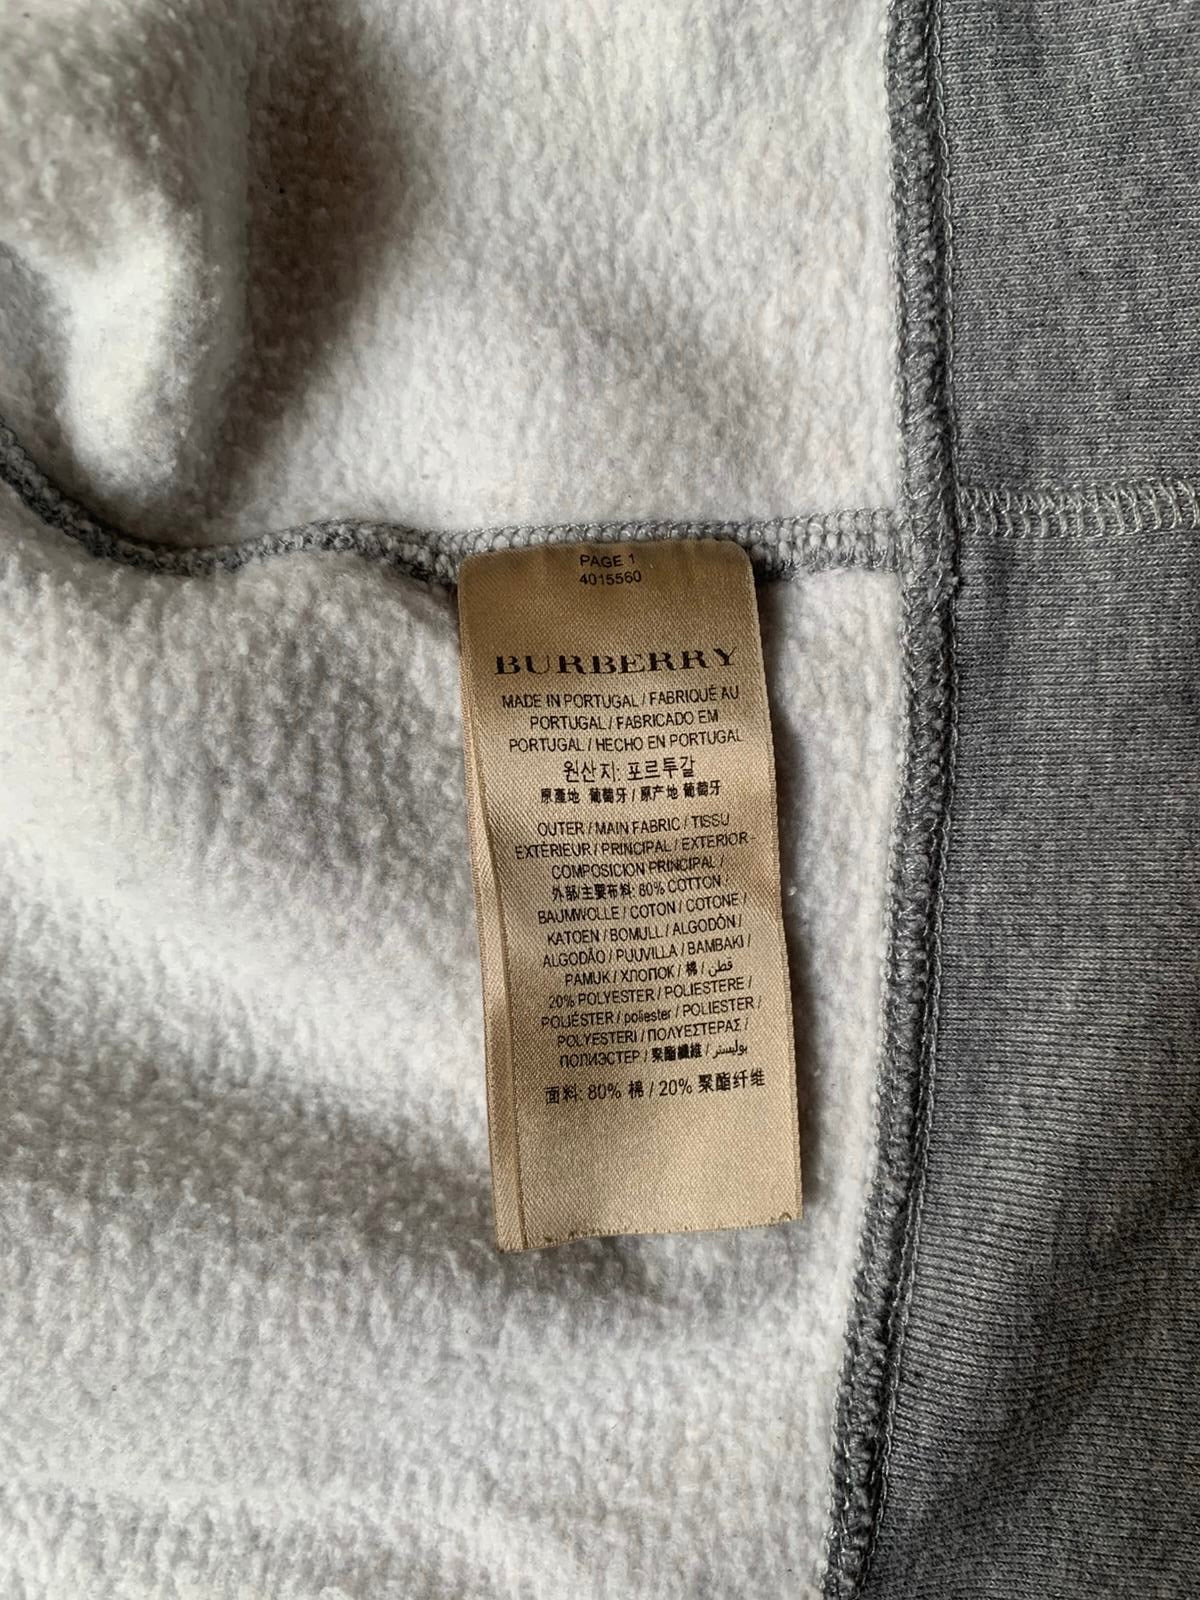 PAGE 1
4015560
BURBERRY
MADE IN PORTUGAL / FABRIQUÉ AU
PORTUGAL / FABRICADO EM
PORTUGAL / HECHO EN PORTUGAL
원산지: 포르투갈
原產地 葡萄牙 / 原产地 葡萄牙
OUTER / MAIN FABRIC / TISSU
EXTÉRIEUR / PRINCIPAL / EXTERIOR-
COMPOSICION PRINCIPAL /
外部/主要布料: 80% COTTON /
BAUMWOLLE / COTON / COTONE /
KATOEN / BOMULL / ALGODÓN /
ALGODÃO / PUUVILLA / BAMBAKI /
PAMUK / ХЛОПОК / 棉 / قطن
20% POLYESTER / POLIESTERE /
POLIÉSTER / poliester / POLIESTER /
POLYESTERI / ΠΟΛΥΕΣΤΕΡΑΣ /
ПОЛИЭСТЕР / 聚酯纖維 / بوليستر
面料: 80% 棉 / 20% 聚酯纤维